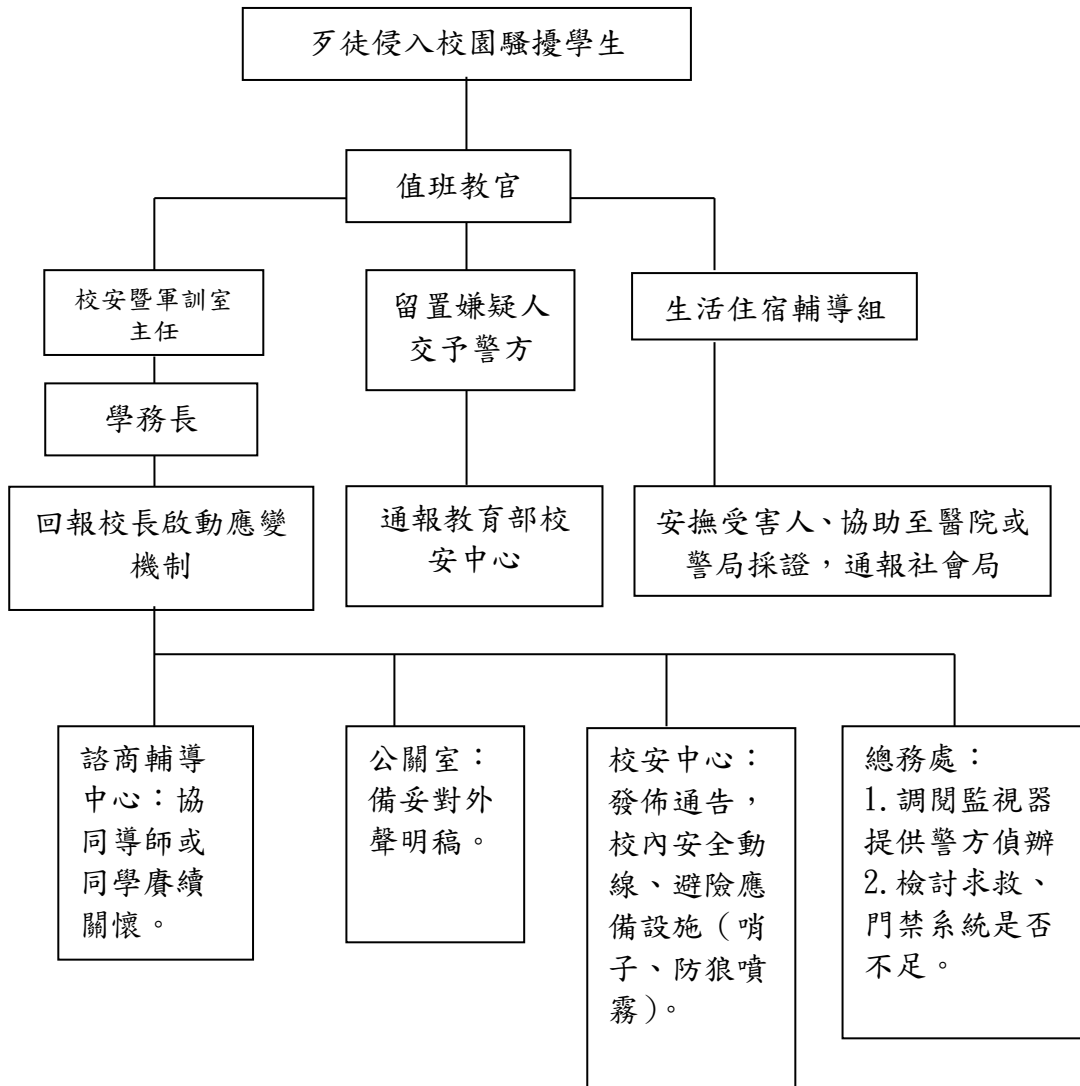 歹徒侵入校園騷擾學生
值班教官
校安暨軍訓室
主任
留置嫌疑人
交予警方
生活住宿輔導組
學務長
回報校長啟動應變
機制
通報教育部校
安中心
安撫受害人、協助至醫院或
警局採證，通報社會局
諮商輔導
中心：協
同導師或
同學賡續
關懷。
公關室：
備妥對外
聲明稿。
校安中心：
發佈通告，
校內安全動
線、避險應
備設施（哨
子、防狼噴
霧）。
總務處：
1.調閱監視器
提供警方偵辦
2.檢討求救、
門禁系統是否
不足。